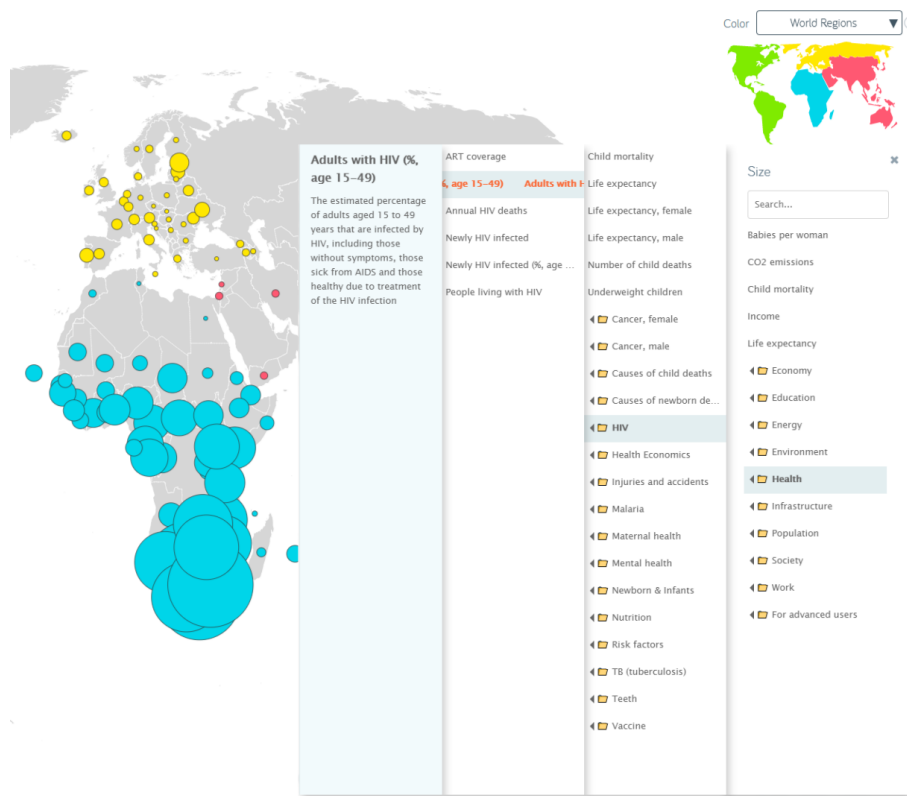 Color
World Regions
Adults with HIV (%,
age 15–49)
The estimated percentage
of adults aged 15 to 49
years that are infected by
HIV, including those
without symptoms, those
sick from AIDS and those
healthy due to treatment
of the HIV infection
ART coverage
%, age 15–49) Adults with H
Annual HIV deaths
Newly HIV infected
Newly HIV infected (%, age ...
People living with HIV
Child mortality
Life expectancy
Life expectancy, female
Life expectancy, male
Number of child deaths
Underweight children
Cancer, female
Cancer, male
Causes of child deaths
Causes of newborn de...
HIV
Health Economics
Injuries and accidents
Malaria
Maternal health
Mental health
Newborn & Infants
Nutrition
Risk factors
TB (tuberculosis)
Teeth
Vaccine
Size
Search...
Babies per woman
CO2 emissions
Child mortality
Income
Life expectancy
Economy
Education
Energy
Environment
Health
Infrastructure
Population
Society
Work
For advanced users